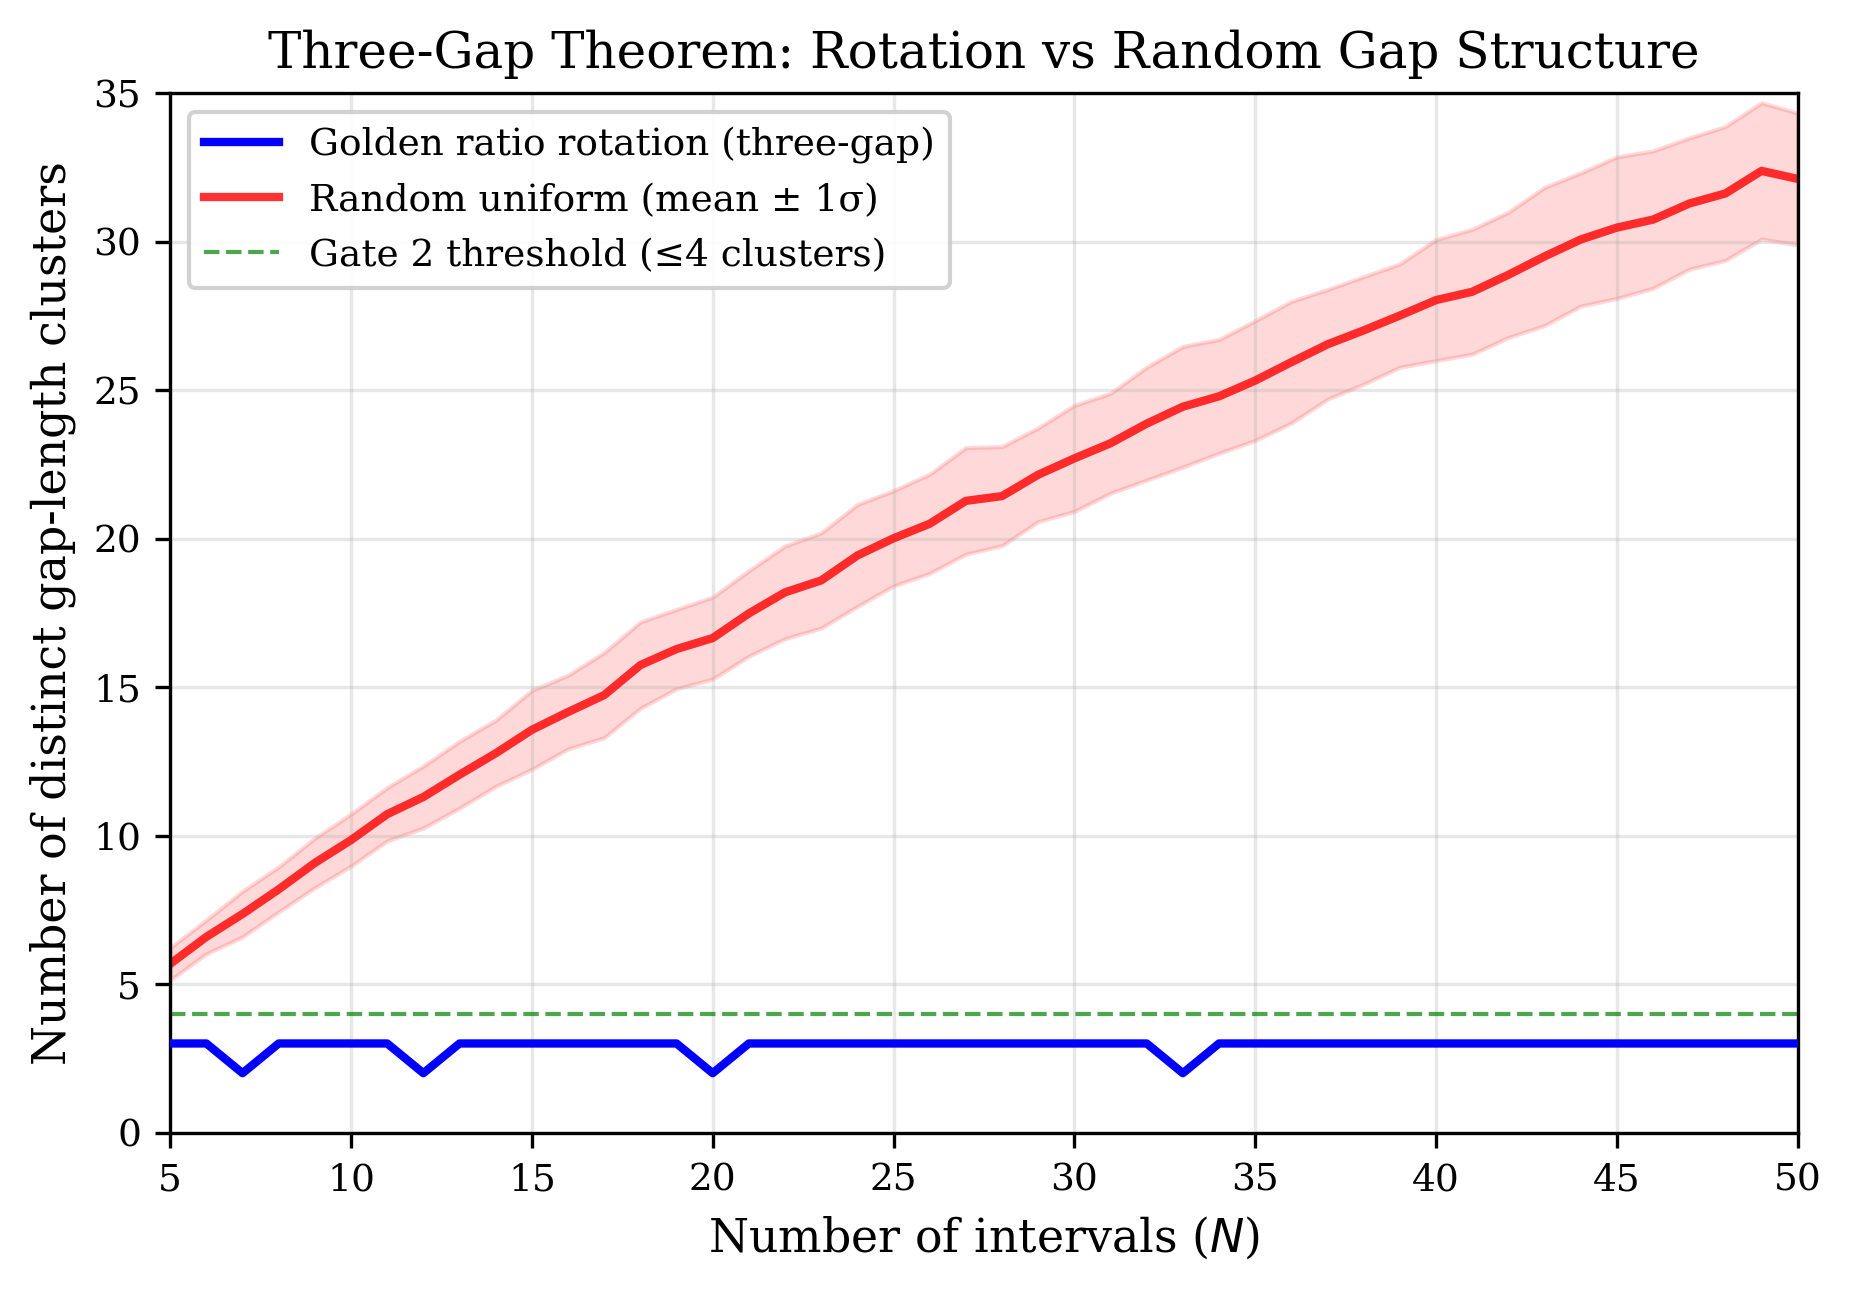 Three-Gap Theorem: Rotation vs Random Gap Structure
Number of distinct gap-length clusters
35
30
25
20
15
10
5
0
Golden ratio rotation (three-gap)
Random uniform (mean ± 1σ)
Gate 2 threshold (≤4 clusters)
5 10 15 20 25 30 35 40 45 50
Number of intervals (N)